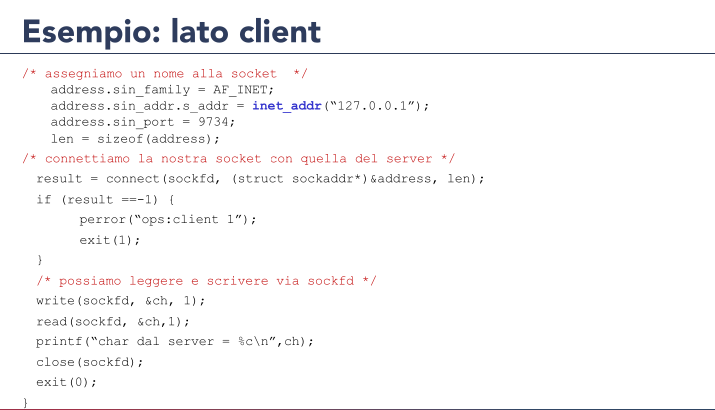 Esempio: lato client
/* assegniamo un nome alla socket  */
address.sin_family = AF_INET;
address.sin_addr.s_addr = inet_addr(“127.0.0.1”);
address.sin_port = 9734;
len = sizeof(address);
/* connettiamo la nostra socket con quella del server */
result = connect(sockfd, (struct sockaddr*)&address, len);
if (result ==-1) {
perror(“ops:client 1”);
exit(1);
}
/* possiamo leggere e scrivere via sockfd */
write(sockfd, &ch, 1);
read(sockfd, &ch,1);
printf(“char dal server = %c\n”,ch);
close(sockfd);
exit(0);
}